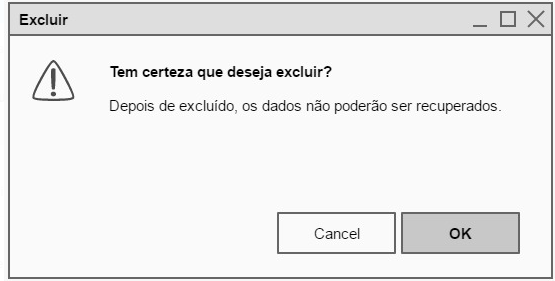 Excluir
Tem certeza que deseja excluir?
Depois de excluído, os dados não poderão ser recuperados.
Cancel
OK